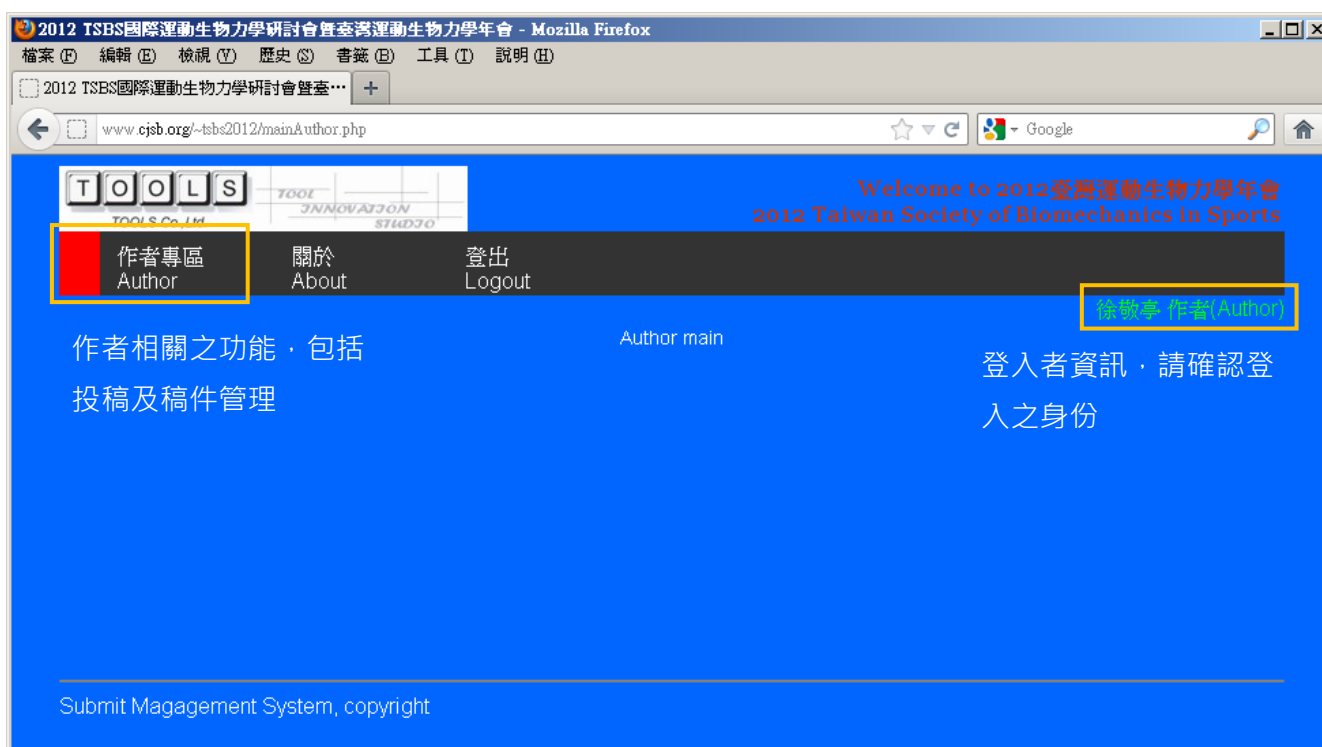 2012 TSBS國際運動生物力學研討會暨臺灣運動生物力學年會 - Mozilla Firefox
檔案(F) 編輯(E) 檢視(V) 歷史(S) 書籤(B) 工具(T) 說明(H)
2012 TSBS國際運動生物力學研討會暨臺… +
www.cjsb.org/~tsbs2012/mainAuthor.php
Google
TOOLS
TOOLS Co,.Ltd
TOOL
INNOVATION
STUDIO
Welcome to 2012臺灣運動生物力學年會
2012 Taiwan Society of Biomechanics in Sports
作者專區 關於 登出
Author About Logout
徐敬亭 作者(Author)
Author main
作者相關之功能，包括
投稿及稿件管理
登入者資訊，請確認登
入之身份
Submit Magagement System, copyright